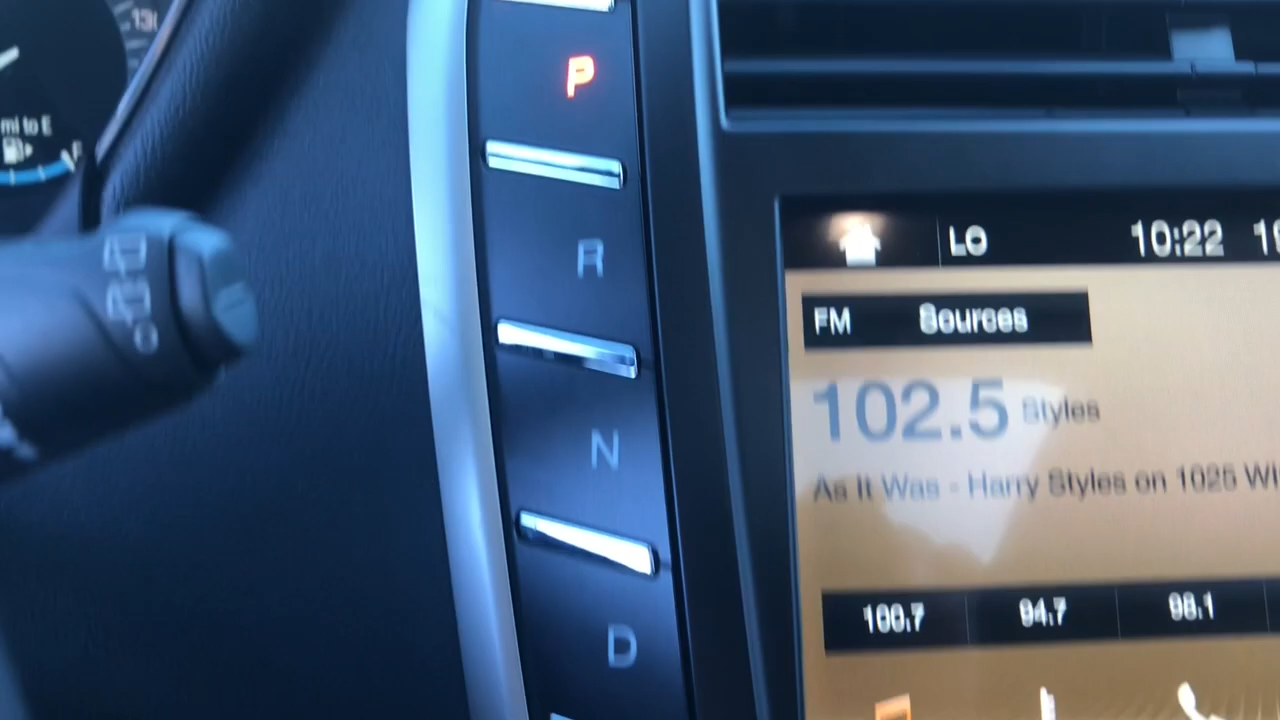 130
mi to E
F
P
R
N
D
LO 10:22
FM Sources
102.5 Styles
As It Was - Harry Styles on 1025
100.7 94.7 98.1